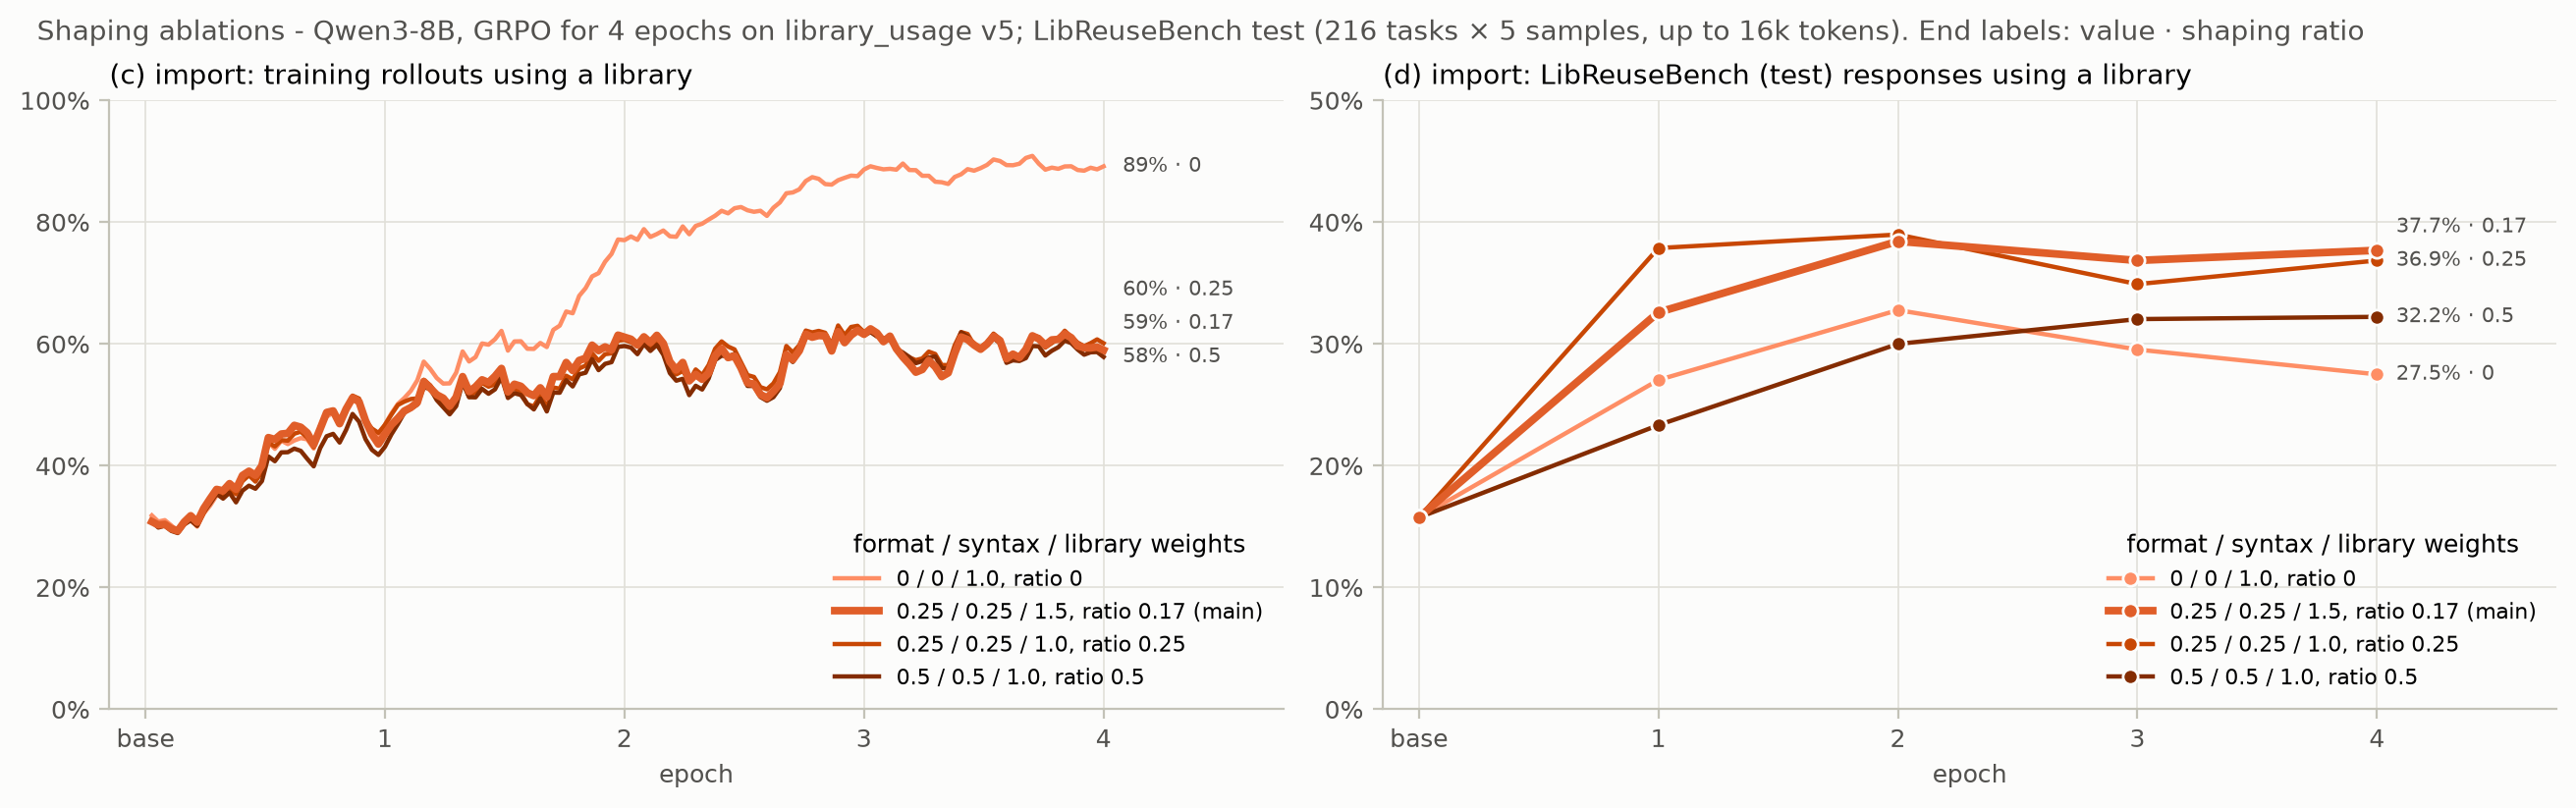 Shaping ablations - Qwen3-8B, GRPO for 4 epochs on library_usage v5; LibReuseBench test (216 tasks × 5 samples, up to 16k tokens). End labels: value · shaping ratio
(c) import: training rollouts using a library
100%
80%
60%
40%
20%
0%
89% · 0
60% · 0.25
59% · 0.17
58% · 0.5
format / syntax / library weights
0 / 0 / 1.0, ratio 0
0.25 / 0.25 / 1.5, ratio 0.17 (main)
0.25 / 0.25 / 1.0, ratio 0.25
0.5 / 0.5 / 1.0, ratio 0.5
base 1 2 3 4
epoch
(d) import: LibReuseBench (test) responses using a library
50%
40%
30%
20%
10%
0%
37.7% · 0.17
36.9% · 0.25
32.2% · 0.5
27.5% · 0
format / syntax / library weights
0 / 0 / 1.0, ratio 0
0.25 / 0.25 / 1.5, ratio 0.17 (main)
0.25 / 0.25 / 1.0, ratio 0.25
0.5 / 0.5 / 1.0, ratio 0.5
base 1 2 3 4
epoch